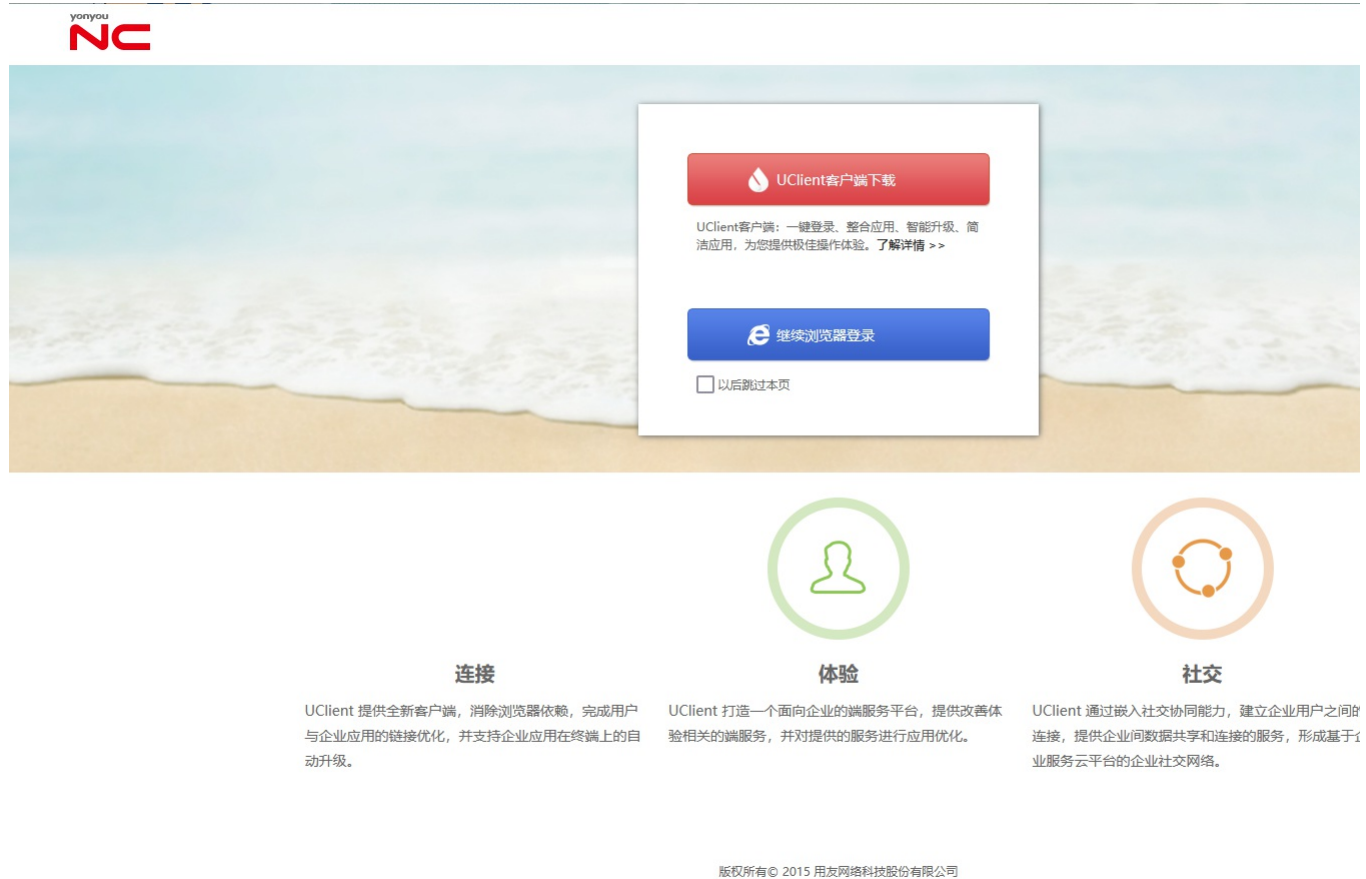 yonyou
NC
UClient客户端下载
UClient客户端：一键登录、整合应用、智能升级、简
洁应用，为您提供极佳操作体验。了解详情 >>
继续浏览器登录
以后跳过本页
连接
UClient 提供全新客户端，消除浏览器依赖，完成用户
与企业应用的链接优化，并支持企业应用在终端上的自
动升级。
体验
UClient 打造一个面向企业的端服务平台，提供改善体
验相关的端服务，并对提供的服务进行应用优化。
社交
UClient 通过嵌入社交协同能力，建立企业用户之间的
连接，提供企业间数据共享和连接的服务，形成基于企
业服务云平台的企业社交网络。
版权所有© 2015 用友网络科技股份有限公司